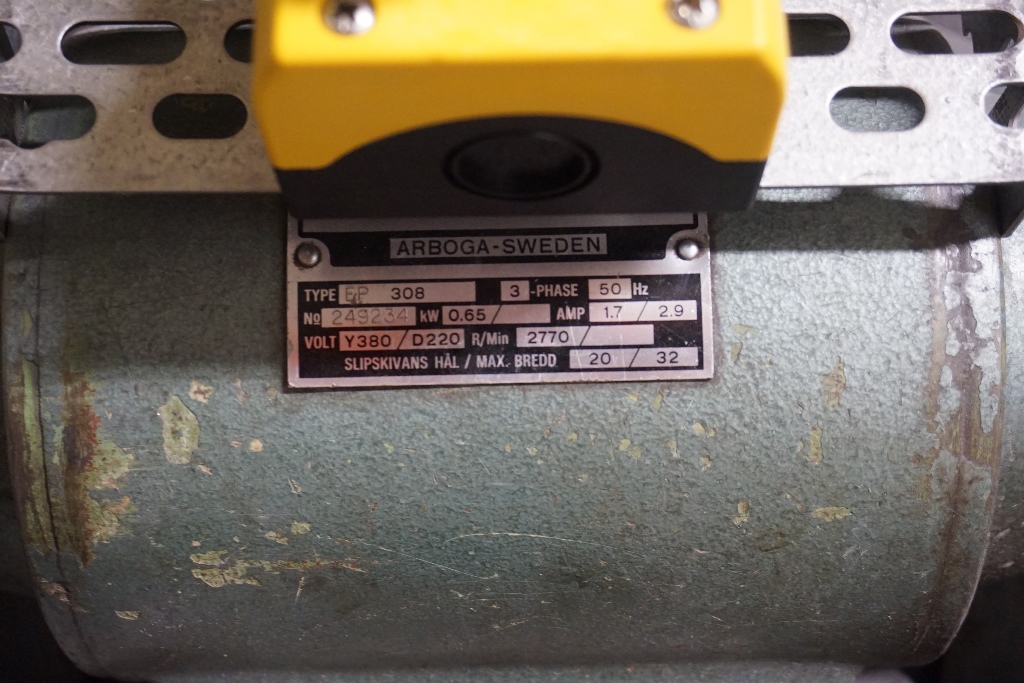 ARBOGA-SWEDEN
TYPE EP 308 3 -PHASE 50 Hz
No 249234 kW 0.65 / AMP 1.7 / 2.9
VOLT Y380 / D220 R/Min 2770 /
SLIPSKIVANS HÅL / MAX. BREDD 20 / 32